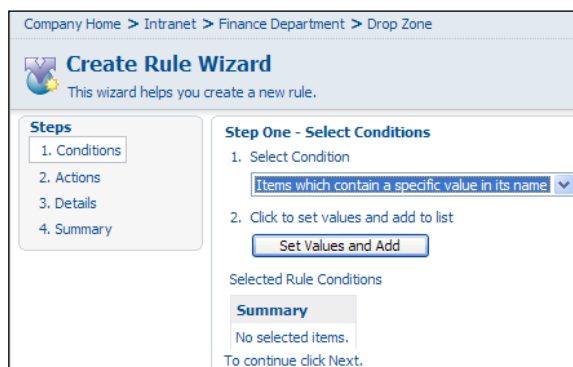 Company Home > Intranet > Finance Department > Drop Zone
Create Rule Wizard
This wizard helps you create a new rule.
Steps
1. Conditions
2. Actions
3. Details
4. Summary
Step One - Select Conditions
1. Select Condition
Items which contain a specific value in its name
2. Click to set values and add to list
Set Values and Add
Selected Rule Conditions
Summary
No selected items.
To continue click Next.